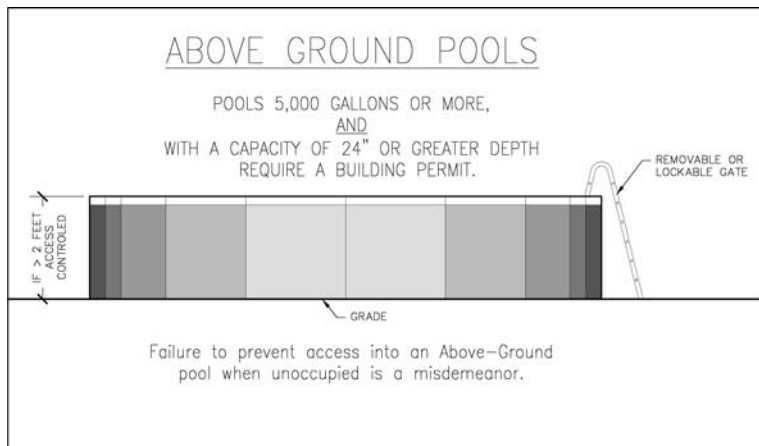 ABOVE GROUND POOLS
POOLS 5,000 GALLONS OR MORE,
AND
WITH A CAPACITY OF 24" OR GREATER DEPTH
REQUIRE A BUILDING PERMIT.
REMOVABLE OR
LOCKABLE GATE
IF > 2 FEET
ACCESS
CONTROLED
GRADE
Failure to prevent access into an Above-Ground
pool when unoccupied is a misdemeanor.